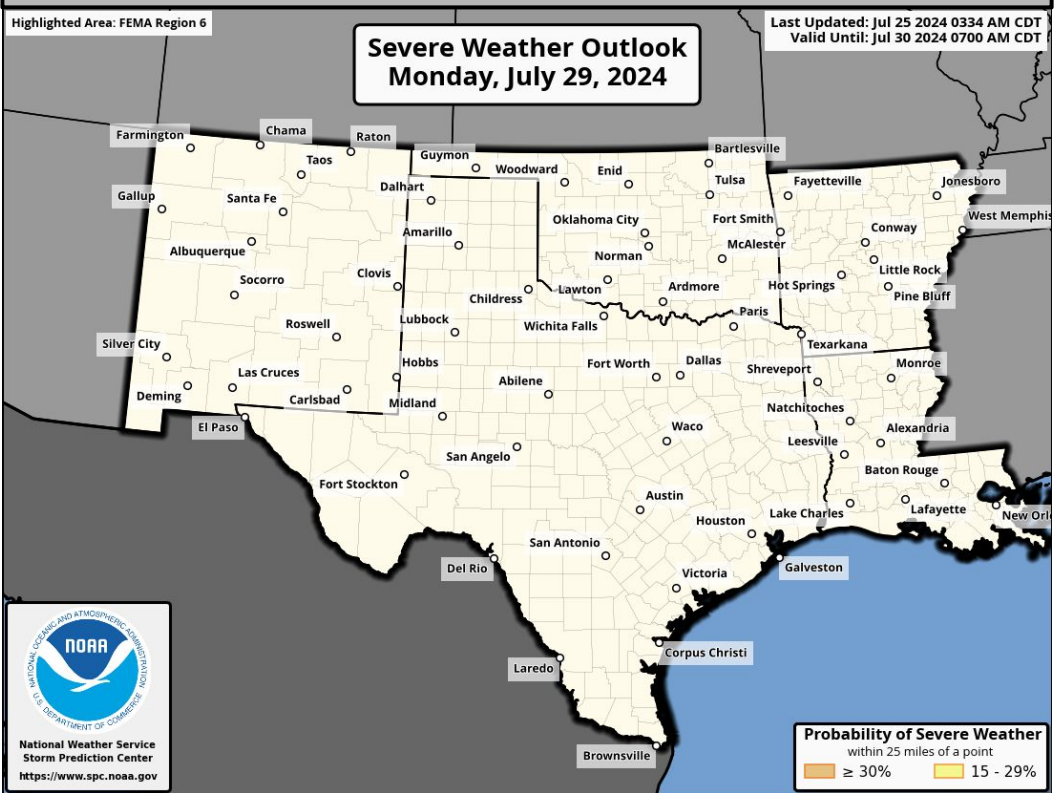 Highlighted Area: FEMA Region 6
Last Updated: Jul 25 2024 0334 AM CDT
Valid Until: Jul 30 2024 0700 AM CDT
Severe Weather Outlook
Monday, July 29, 2024
Farmington
Chama
Raton
Taos
Guymon
Woodward
Enid
Bartlesville
Tulsa
Fayetteville
Jonesboro
Gallup
Santa Fe
Dalhart
Oklahoma City
Fort Smith
West Memphis
Albuquerque
Amarillo
Norman
McAlester
Conway
Socorro
Clovis
Childress
Lawton
Ardmore
Hot Springs
Little Rock
Pine Bluff
Roswell
Lubbock
Wichita Falls
Paris
Texarkana
Silver City
Las Cruces
Hobbs
Fort Worth
Dallas
Shreveport
Monroe
Deming
Carlsbad
Midland
Abilene
Natchitoches
El Paso
San Angelo
Waco
Leesville
Alexandria
Fort Stockton
Austin
Baton Rouge
Houston
Lake Charles
Lafayette
New Orl
San Antonio
Del Rio
Victoria
Galveston
Laredo
Corpus Christi
Brownsville
NATIONAL OCEANIC AND ATMOSPHERIC ADMINISTRATION
NOAA
U.S. DEPARTMENT OF COMMERCE
National Weather Service
Storm Prediction Center
https://www.spc.noaa.gov
Probability of Severe Weather
within 25 miles of a point
≥ 30%
15 - 29%